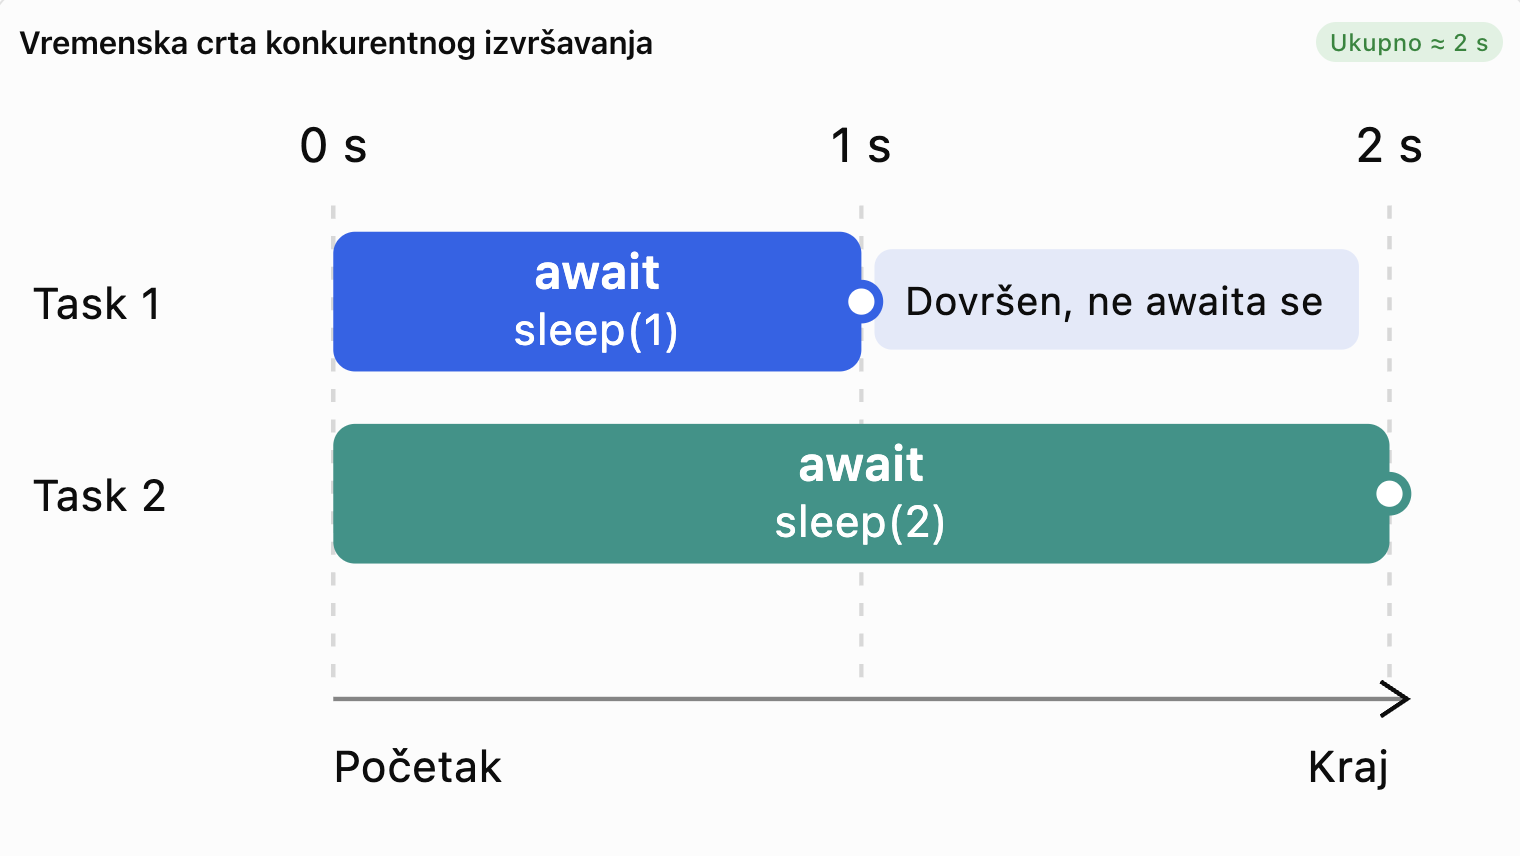 Vremenska crta konkurentnog izvršavanja
Ukupno ≈ 2 s
0 s
1 s
2 s
Task 1
await
sleep(1)
Dovršen, ne awaita se
Task 2
await
sleep(2)
Početak
Kraj